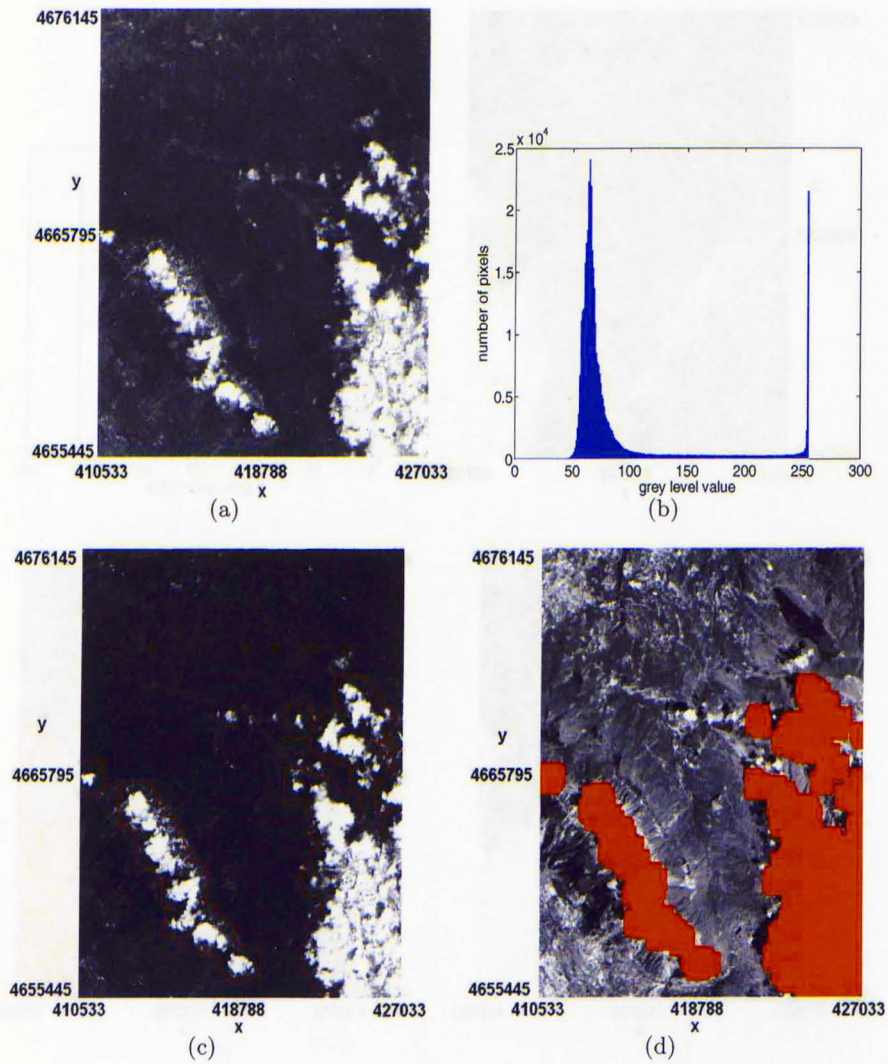 4676145
y
4665795
4655445
410533 418788 427033
x
(a)
2.5 x 10^4
2
1.5
1
0.5
0
number of pixels
0 50 100 150 200 250 300
grey level value
(b)
4676145
y
4665795
4655445
410533 418788 427033
x
(c)
4676145
y
4665795
4655445
410533 418788 427033
x
(d)